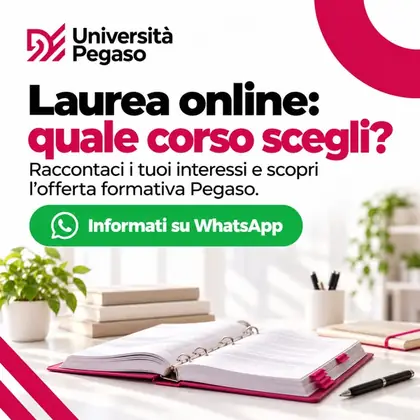 Università
Pegaso
Laurea online:
quale corso scegli?
Raccontaci i tuoi interessi e scopri
l'offerta formativa Pegaso.
Informati su WhatsApp